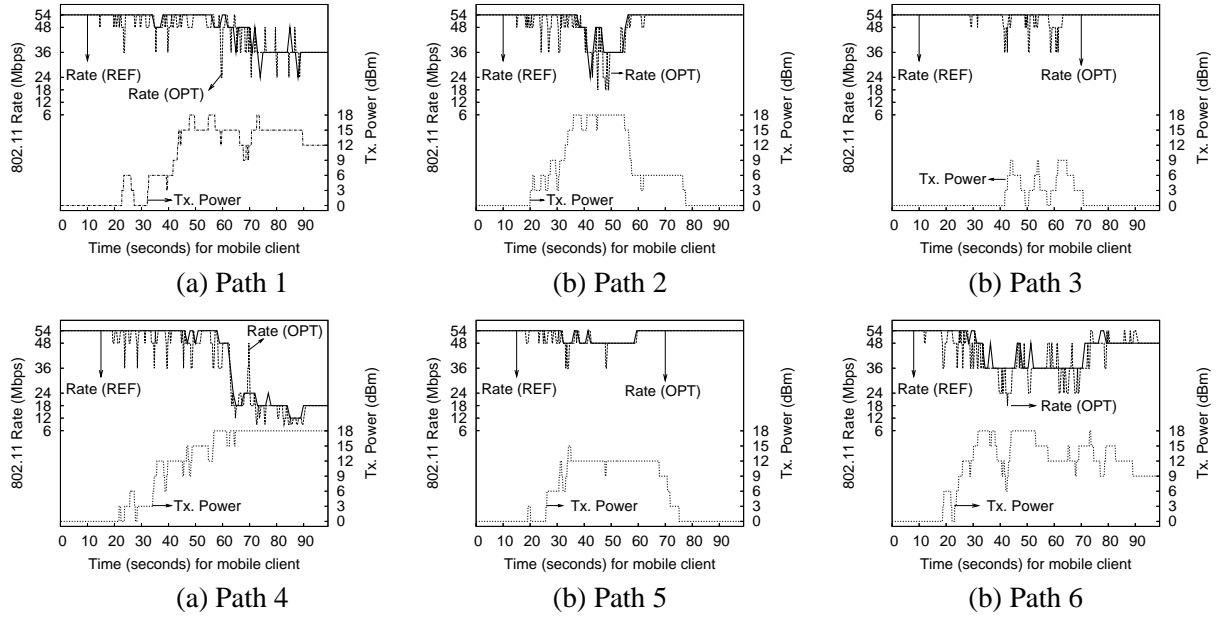 802.11 Rate (Mbps)
54
48
36
24
18
12
6
Rate (REF)
Rate (OPT)
Tx. Power
18
15
12
9
6
3
0
Tx. Power (dBm)
0 10 20 30 40 50 60 70 80 90
Time (seconds) for mobile client
(a) Path 1
802.11 Rate (Mbps)
54
48
36
24
18
12
6
Rate (REF)
Rate (OPT)
Tx. Power
18
15
12
9
6
3
0
Tx. Power (dBm)
0 10 20 30 40 50 60 70 80 90
Time (seconds) for mobile client
(b) Path 2
802.11 Rate (Mbps)
54
48
36
24
18
12
6
Rate (REF)
Rate (OPT)
Tx. Power
18
15
12
9
6
3
0
Tx. Power (dBm)
0 10 20 30 40 50 60 70 80 90
Time (seconds) for mobile client
(b) Path 3
802.11 Rate (Mbps)
54
48
36
24
18
12
6
Rate (OPT)
Rate (REF)
Tx. Power
18
15
12
9
6
3
0
Tx. Power (dBm)
0 10 20 30 40 50 60 70 80 90
Time (seconds) for mobile client
(a) Path 4
802.11 Rate (Mbps)
54
48
36
24
18
12
6
Rate (REF)
Rate (OPT)
Tx. Power
18
15
12
9
6
3
0
Tx. Power (dBm)
0 10 20 30 40 50 60 70 80 90
Time (seconds) for mobile client
(b) Path 5
802.11 Rate (Mbps)
54
48
36
24
18
12
6
Rate (REF)
Rate (OPT)
Tx. Power
18
15
12
9
6
3
0
Tx. Power (dBm)
0 10 20 30 40 50 60 70 80 90
Time (seconds) for mobile client
(b) Path 6